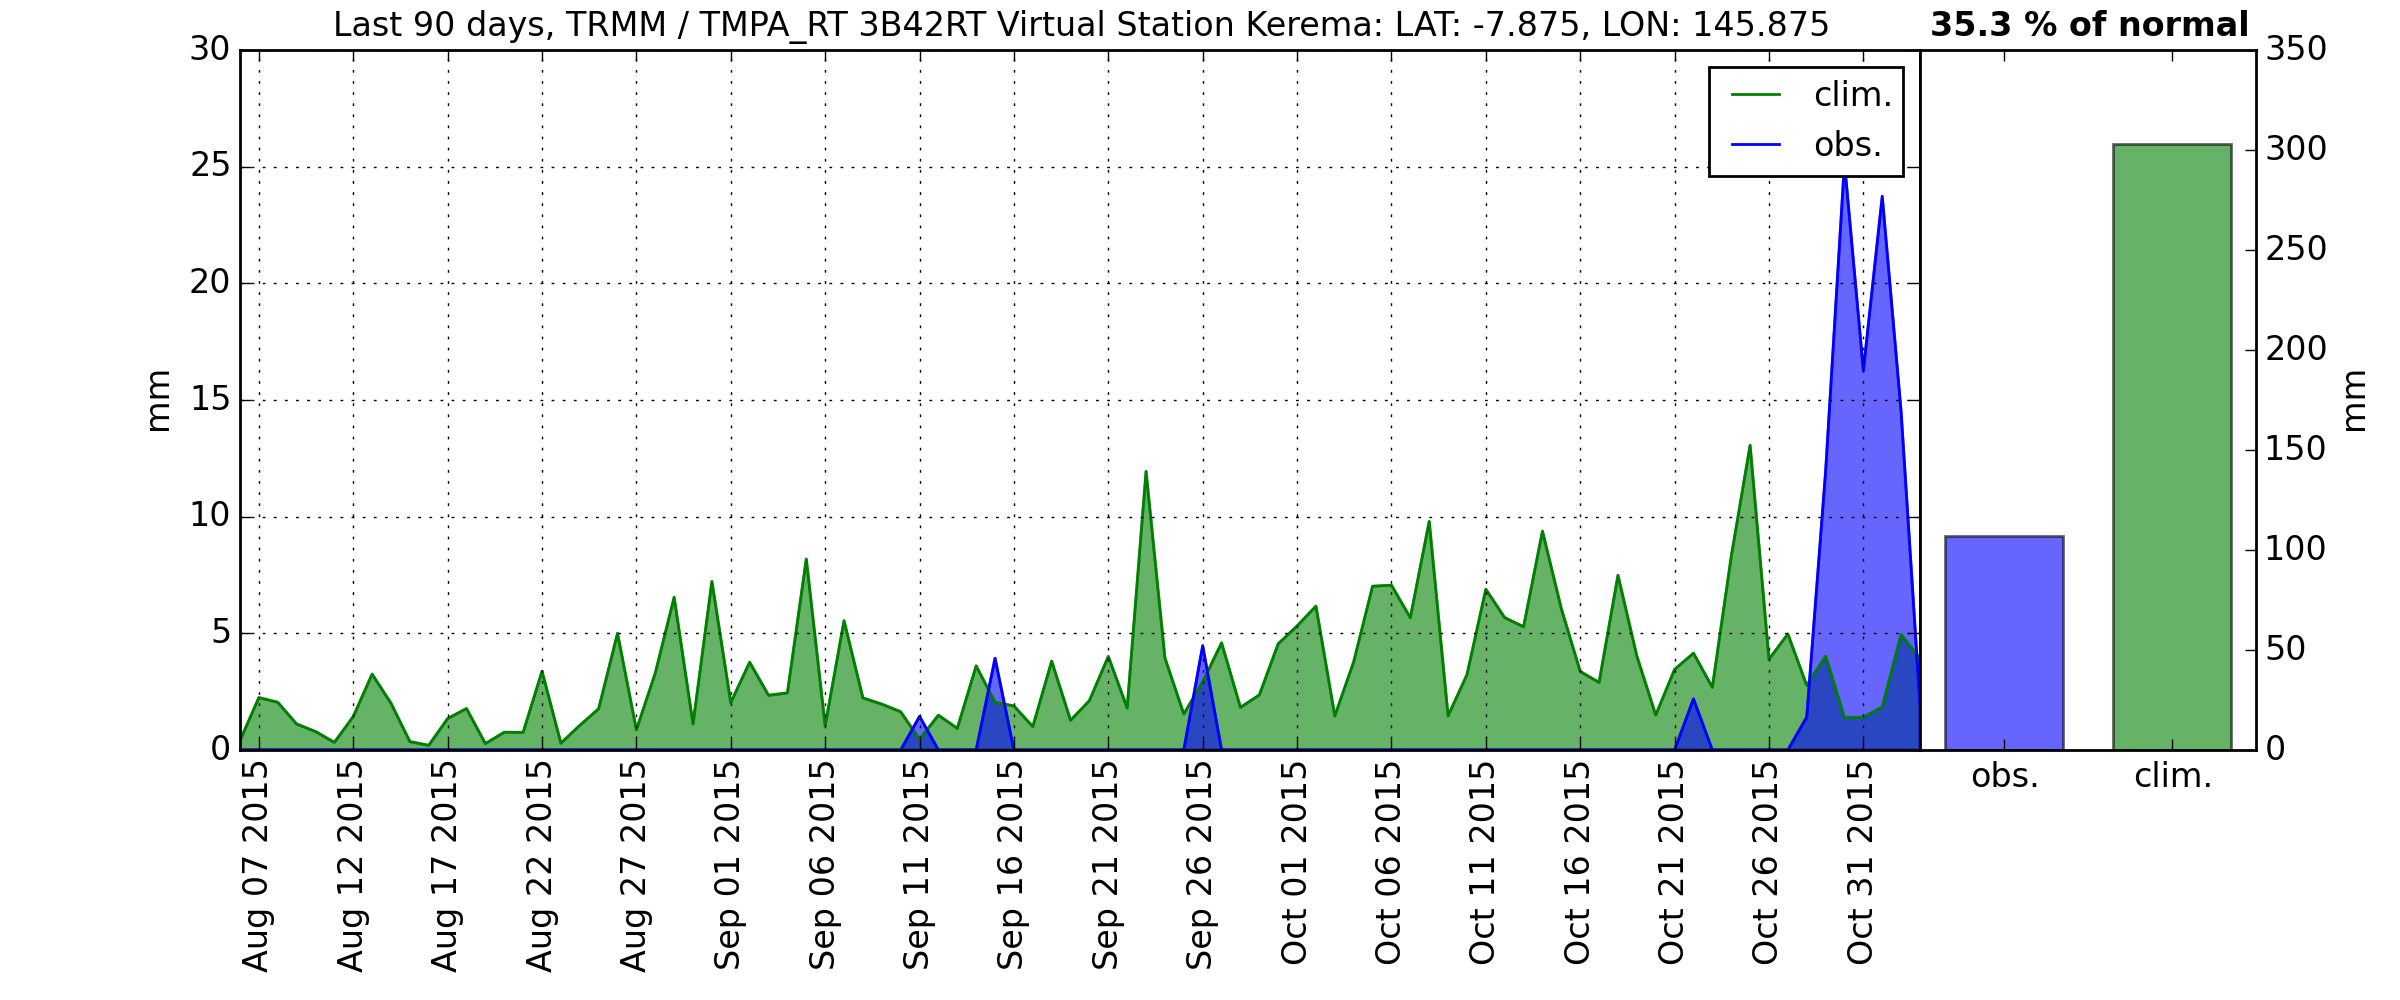 Last 90 days, TRMM / TMPA_RT 3B42RT Virtual Station Kerema: LAT: -7.875, LON: 145.875
35.3 % of normal
30
25
20
15
10
5
0
mm
clim.
obs.
350
300
250
200
150
100
50
0
mm
Aug 07 2015
Aug 12 2015
Aug 17 2015
Aug 22 2015
Aug 27 2015
Sep 01 2015
Sep 06 2015
Sep 11 2015
Sep 16 2015
Sep 21 2015
Sep 26 2015
Oct 01 2015
Oct 06 2015
Oct 11 2015
Oct 16 2015
Oct 21 2015
Oct 26 2015
Oct 31 2015
obs.
clim.